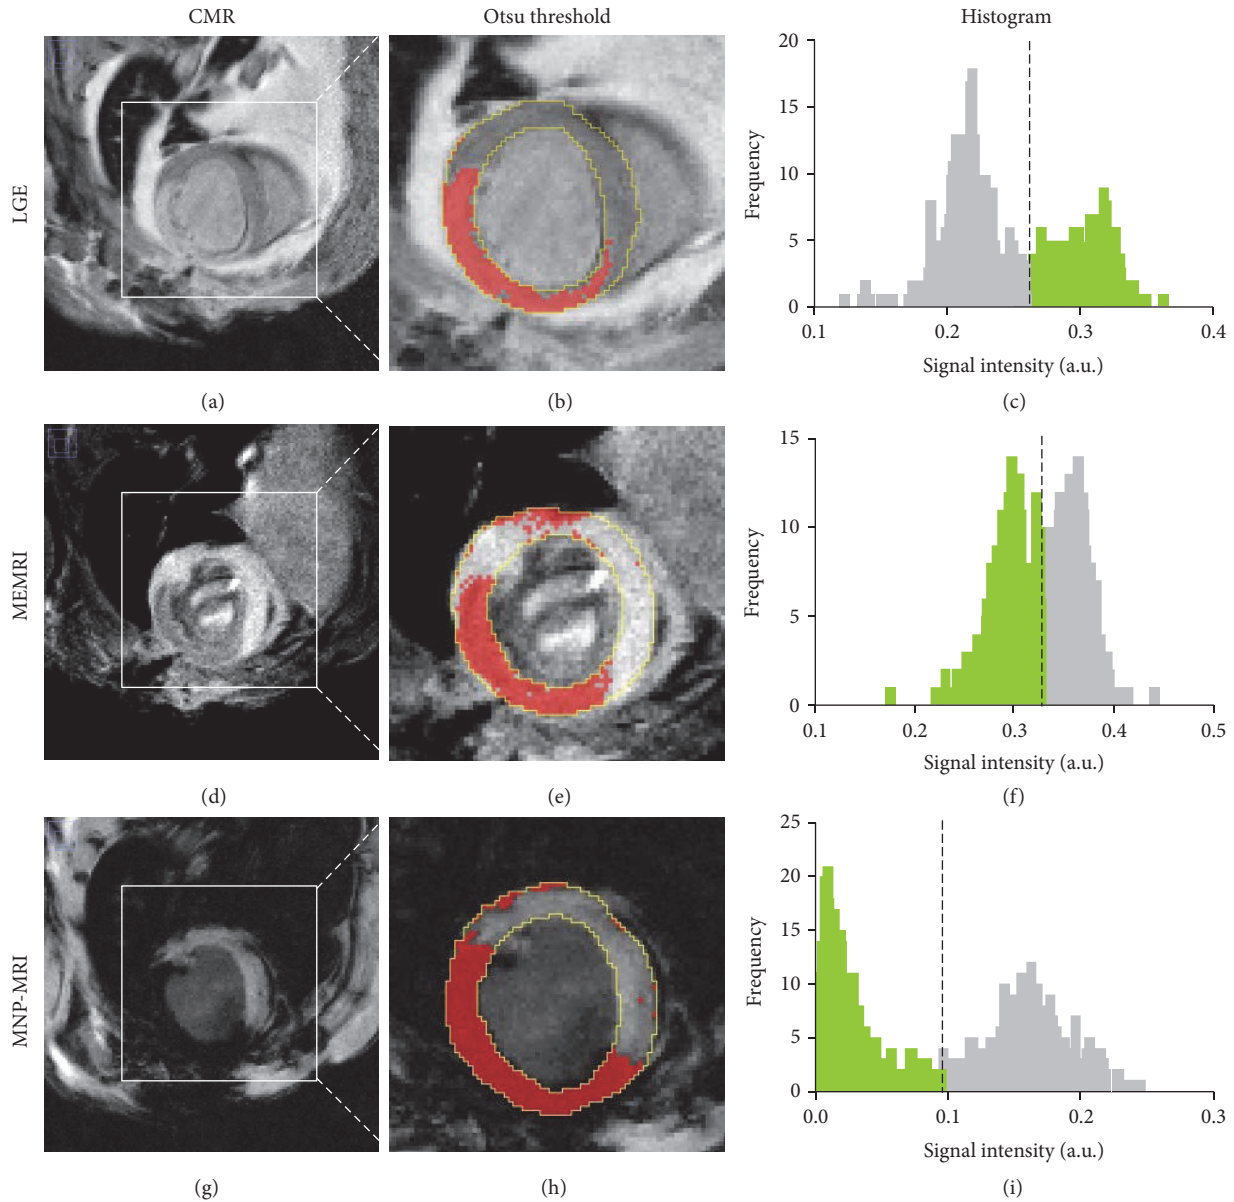 CMR
Otsu threshold
Histogram
LGE
20
15
10
5
0
Frequency
0.1
0.2
0.3
0.4
Signal intensity (a.u.)
(a)
(b)
(c)
MEMRI
15
10
5
0
Frequency
0.1
0.2
0.3
0.4
0.5
Signal intensity (a.u.)
(d)
(e)
(f)
MNP-MRI
25
20
15
10
5
0
Frequency
0.0
0.1
0.2
0.3
Signal intensity (a.u.)
(g)
(h)
(i)